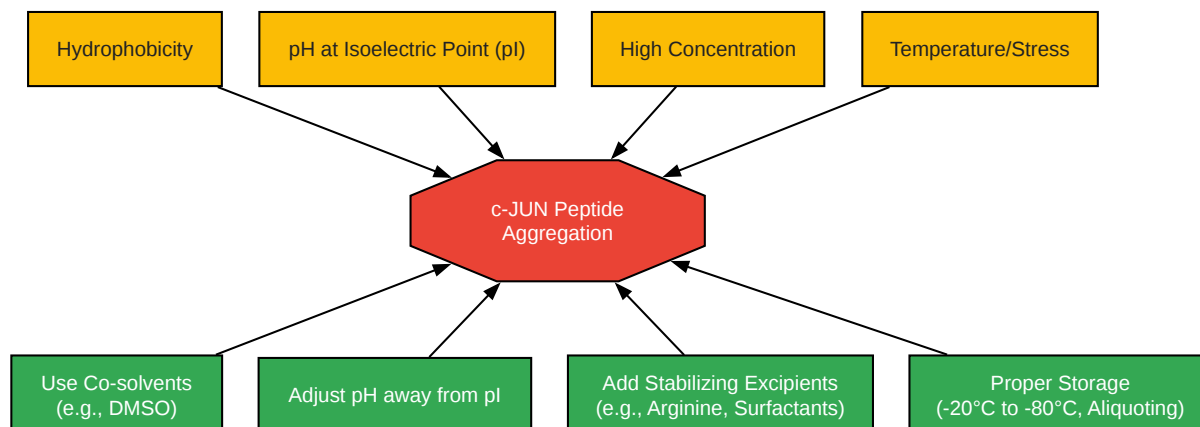 Hydrophobicity
pH at Isoelectric Point (pI)
High Concentration
Temperature/Stress
c-JUN Peptide
Aggregation
Use Co-solvents
(e.g., DMSO)
Adjust pH away from pI
Add Stabilizing Excipients
(e.g., Arginine, Surfactants)
Proper Storage
(-20°C to -80°C, Aliquoting)